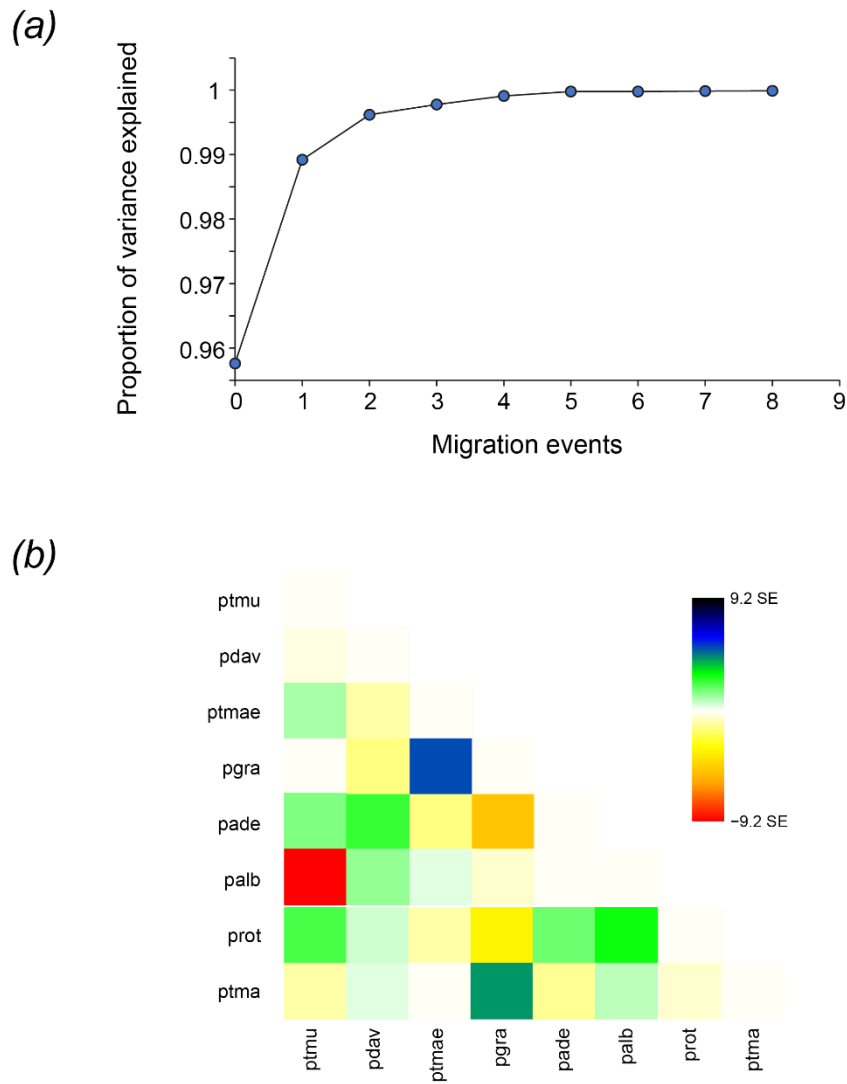 (a)
Proportion of variance explained
1
0.99
0.98
0.97
0.96
0 1 2 3 4 5 6 7 8 9
Migration events
(b)
ptmu
pdav
ptmae
pgra
pade
palb
prot
ptma
9.2 SE
−9.2 SE
ptmu pdav ptmae pgra pade palb prot ptma